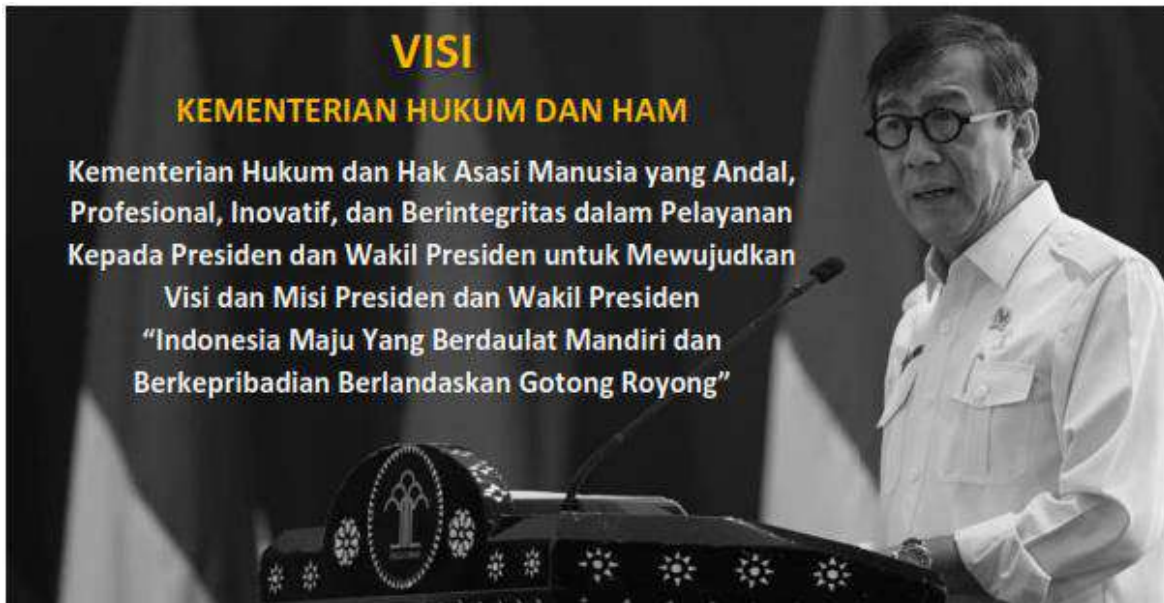 VISI
KEMENTERIAN HUKUM DAN HAM
Kementerian Hukum dan Hak Asasi Manusia yang Andal,
Profesional, Inovatif, dan Berintegritas dalam Pelayanan
Kepada Presiden dan Wakil Presiden untuk Mewujudkan
Visi dan Misi Presiden dan Wakil Presiden
“Indonesia Maju Yang Berdaulat Mandiri dan
Berkepribadian Berlandaskan Gotong Royong”